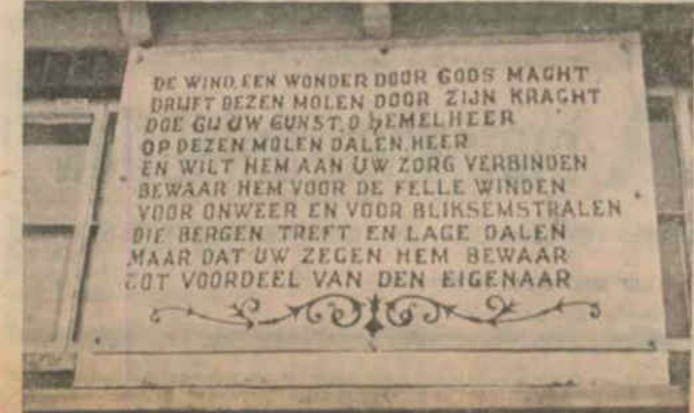 DE WIND, EEN WONDER DOOR GODS MACHT
DRIJFT DEZEN MOLEN DOOR ZIJN KRACHT
DOE GIJ UW GUNST, O HEMELHEER
OP DEZEN MOLEN DALEN, HEER
EN WILT HEM AAN UW ZORG VERBINDEN
BEWAAR HEM VOOR DE FELLE WINDEN
VOOR ONWEER EN VOOR BLIKSEMSTRALEN
DIE BERGEN TREFT EN LAGE DALEN
MAAR DAT UW ZEGEN HEM BEWAAR
TOT VOORDEEL VAN DEN EIGENAAR